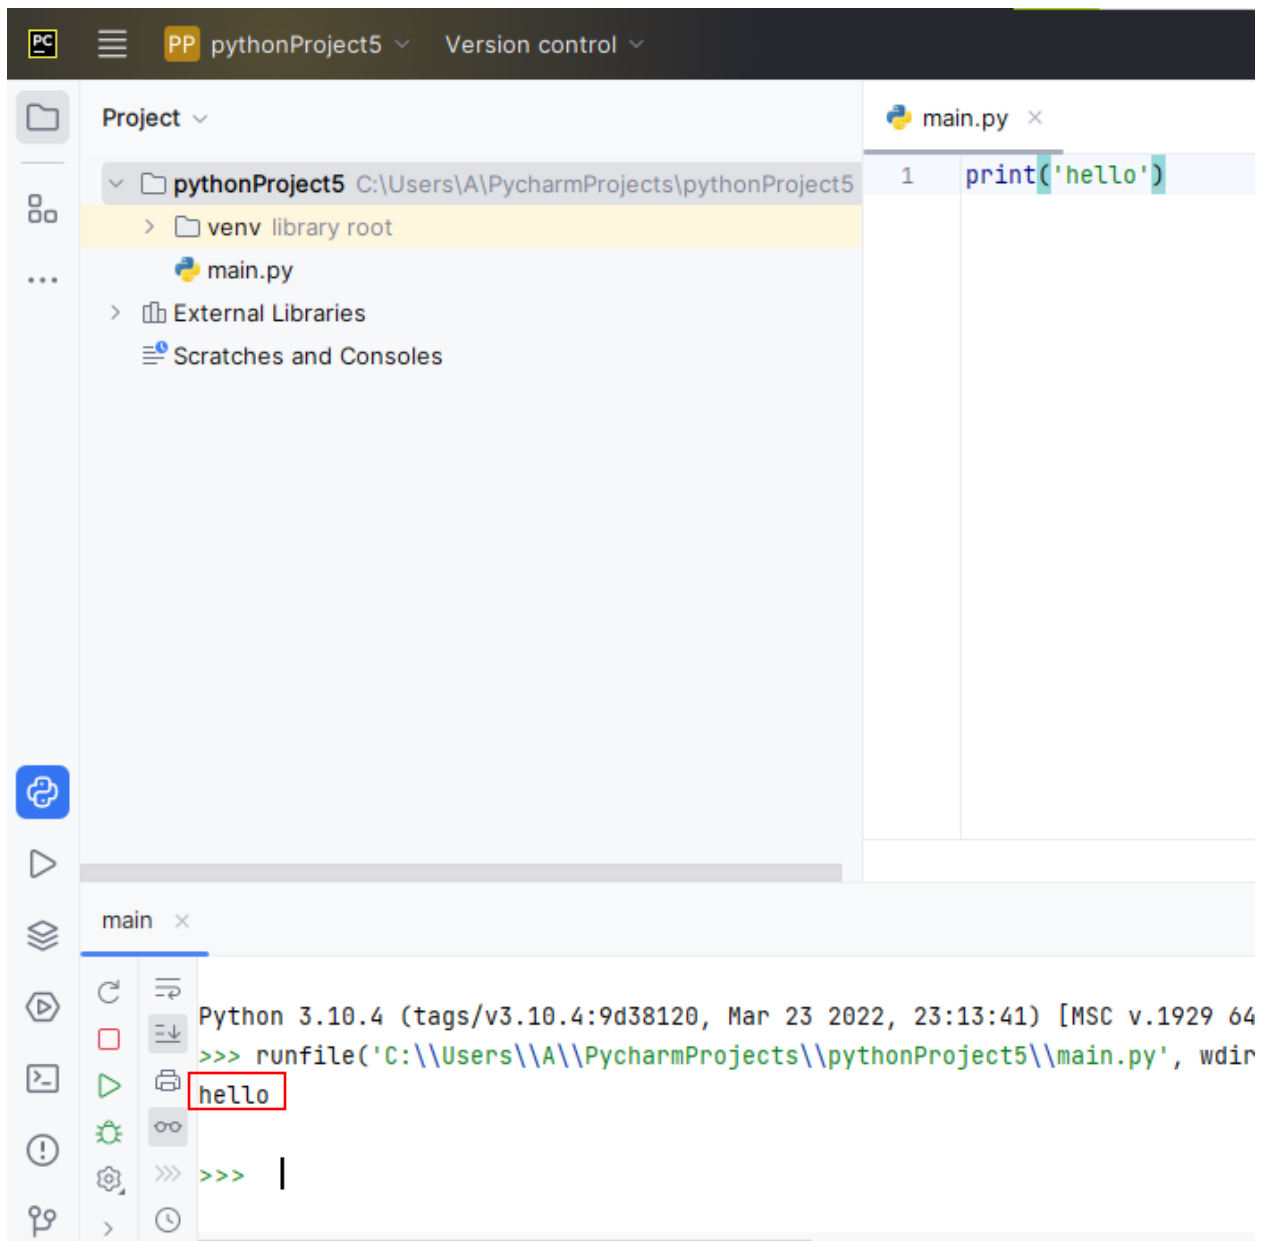 PC PP pythonProject5 Version control
Project
main.py
pythonProject5 C:\Users\A\PycharmProjects\pythonProject5
venv library root
main.py
External Libraries
Scratches and Consoles
1 print('hello')
main
Python 3.10.4 (tags/v3.10.4:9d38120, Mar 23 2022, 23:13:41) [MSC v.1929 64
>>> runfile('C:\\Users\\A\\PycharmProjects\\pythonProject5\\main.py', wdir
hello
>>>